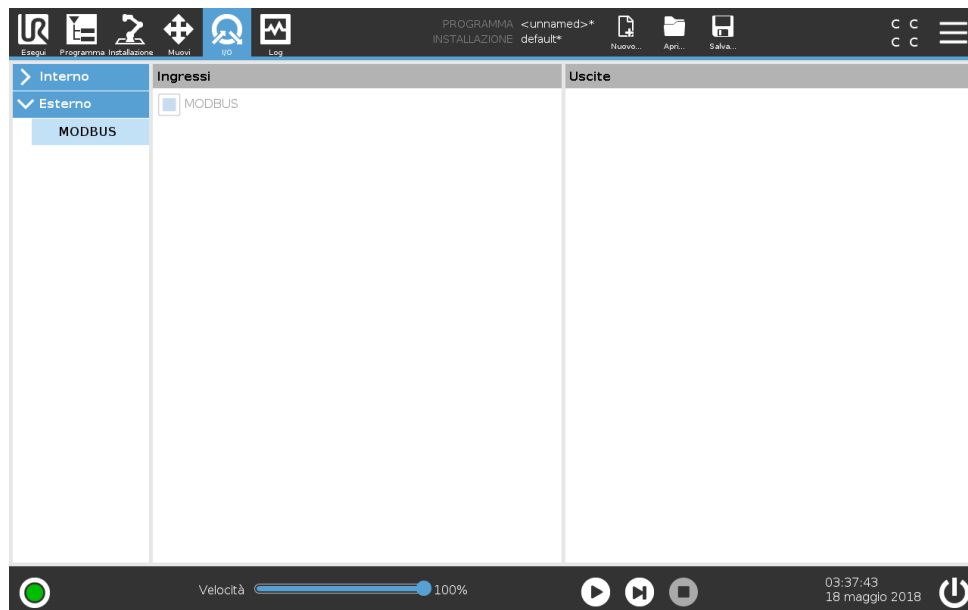 Esegui Programma Installazione Muovi I/O Log
PROGRAMMA <unnamed>*
INSTALLAZIONE default*
Nuovo... Apri... Salva...
C C
C C
Interno
Esterno
MODBUS
Ingressi
MODBUS
Uscite
Velocità 100%
03:37:43
18 maggio 2018